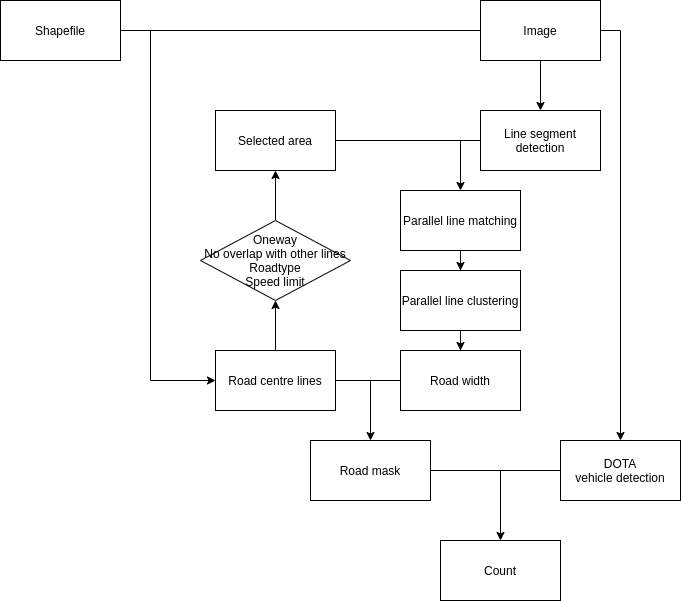 Shapefile
Image
Selected area
Line segment
detection
Parallel line matching
Oneway
No overlap with other lines
Roadtype
Speed limit
Parallel line clustering
Road centre lines
Road width
Road mask
DOTA
vehicle detection
Count